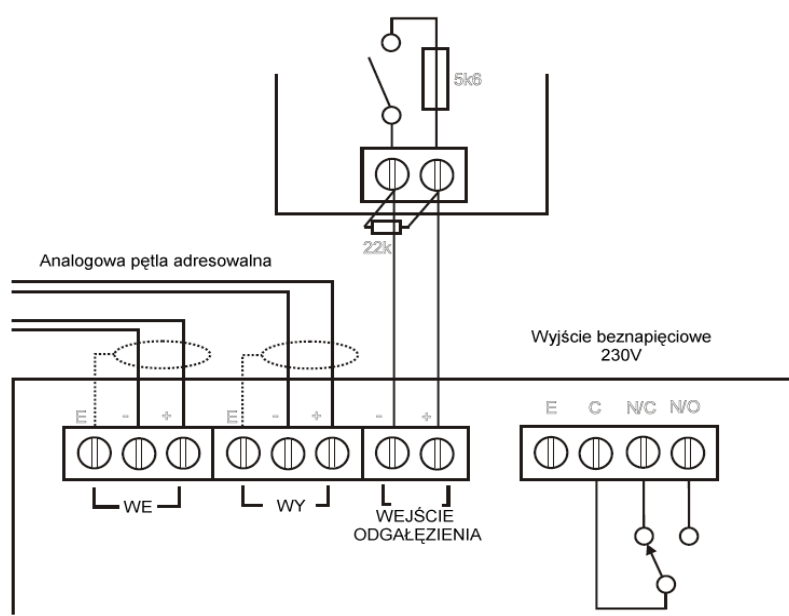 5k6
22k
Analogowa pętla adresowalna
Wyjście beznapięciowe
230V
E - + E - + - + E C N/C N/O
WE WY WEJŚCIE
ODGAŁĘZIENIA